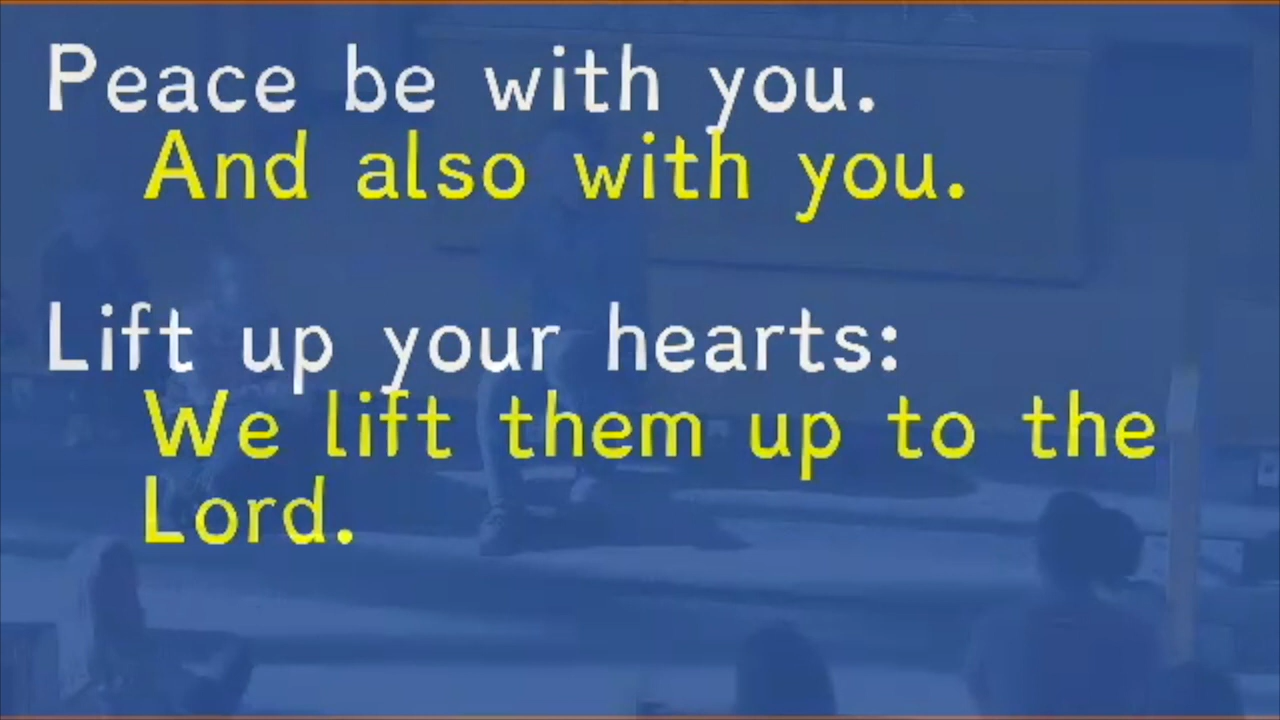 Peace be with you.
And also with you.
Lift up your hearts:
We lift them up to the
Lord.